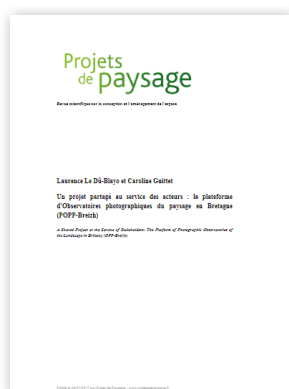 Projets
de paysage
Revue scientifique sur la conception et l'aménagement de l'espace
Laurence Le Dû-Blayo et Caroline Guittet
Un projet partagé au service des acteurs : la plateforme
d'Observatoires photographiques du paysage en Bretagne
(POPP-Breizh)
A Shared Project at the Service of Stakeholders: The Platform of Photographic Observatories of
the Landscape in Brittany (OPP-Breizh)